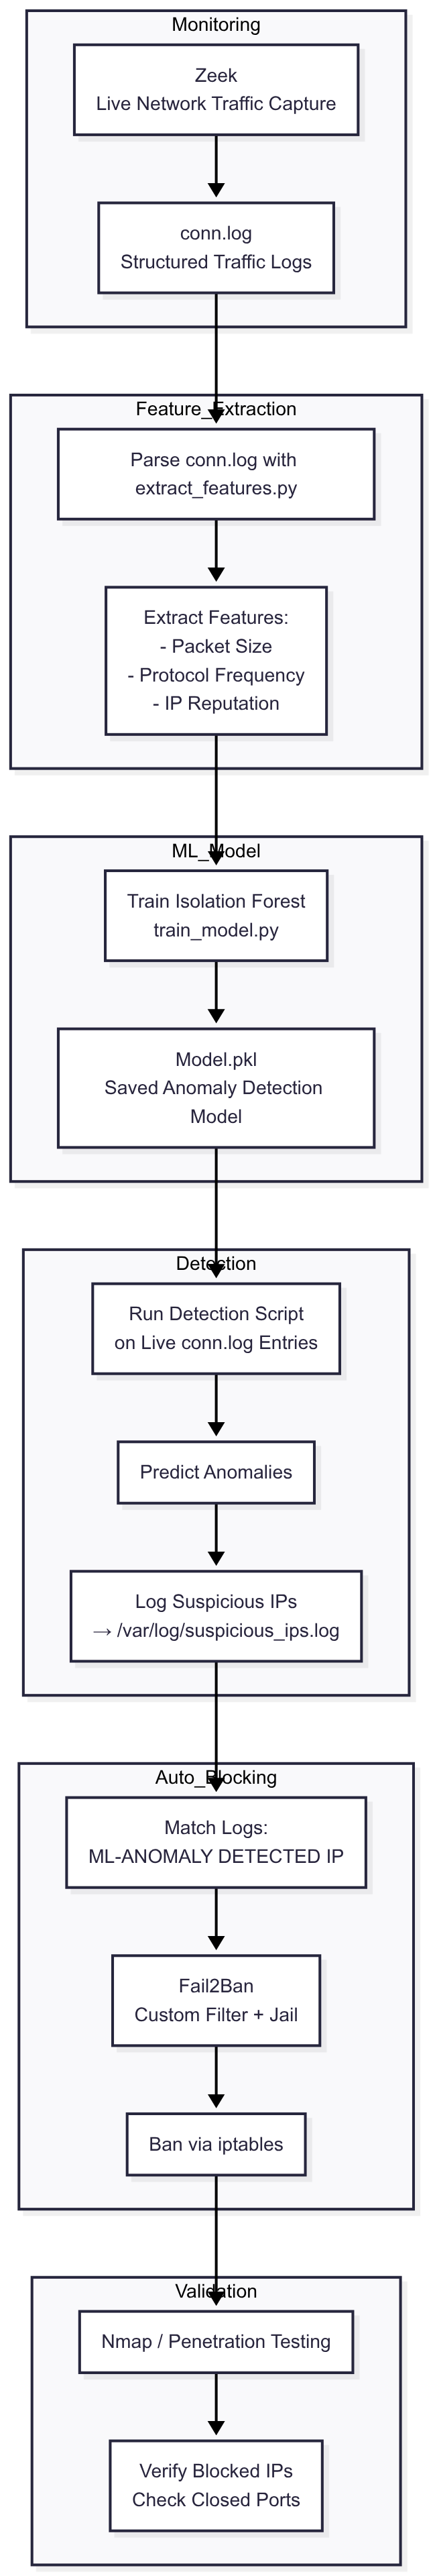 Monitoring
Zeek
Live Network Traffic Capture
conn.log
Structured Traffic Logs
Feature_Extraction
Parse conn.log with
extract_features.py
Extract Features:
- Packet Size
- Protocol Frequency
- IP Reputation
ML_Model
Train Isolation Forest
train_model.py
Model.pkl
Saved Anomaly Detection
Model
Detection
Run Detection Script
on Live conn.log Entries
Predict Anomalies
Log Suspicious IPs
→ /var/log/suspicious_ips.log
Auto_Blocking
Match Logs:
ML-ANOMALY DETECTED IP
Fail2Ban
Custom Filter + Jail
Ban via iptables
Validation
Nmap / Penetration Testing
Verify Blocked IPs
Check Closed Ports